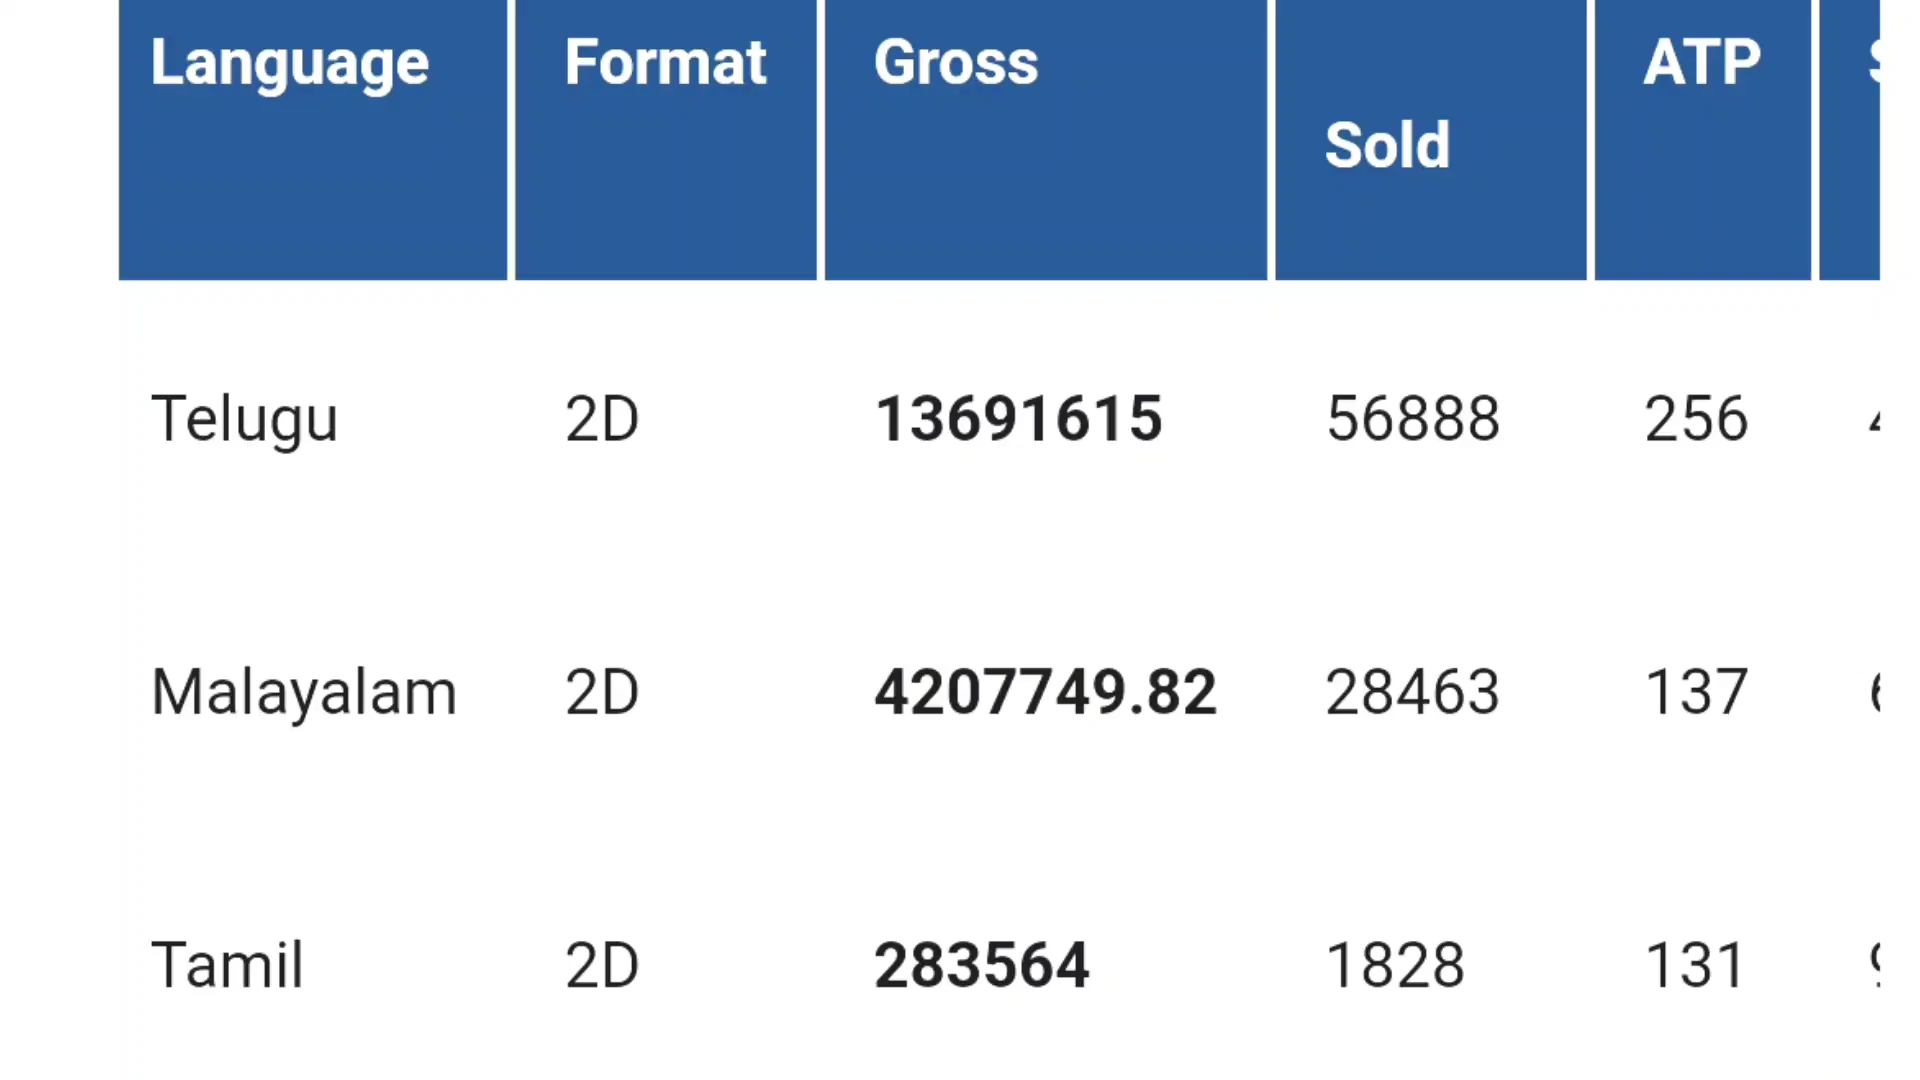 Language Format Gross ATP
Sold
Telugu 2D 13691615 56888 256
Malayalam 2D 4207749.82 28463 137
Tamil 2D 283564 1828 131